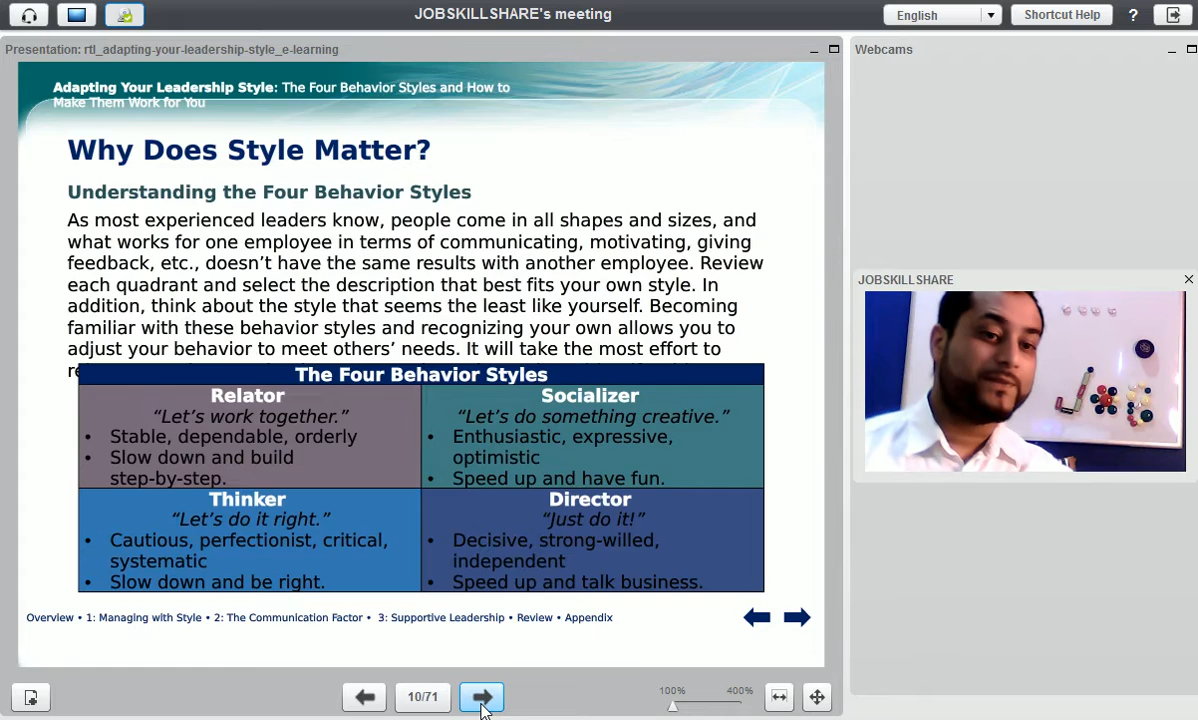 JOBSKILLSHARE's meeting
English
Shortcut Help
?
Presentation: rtl_adapting-your-leadership-style_e-learning
Webcams
Adapting Your Leadership Style: The Four Behavior Styles and How to
Make Them Work for You
Why Does Style Matter?
Understanding the Four Behavior Styles
As most experienced leaders know, people come in all shapes and sizes, and
what works for one employee in terms of communicating, motivating, giving
feedback, etc., doesn’t have the same results with another employee. Review
each quadrant and select the description that best fits your own style. In
addition, think about the style that seems the least like yourself. Becoming
familiar with these behavior styles and recognizing your own allows you to
adjust your behavior to meet others’ needs. It will take the most effort to
The Four Behavior Styles
Relator
“Let’s work together.”
• Stable, dependable, orderly
• Slow down and build
step-by-step.
Socializer
“Let’s do something creative.”
• Enthusiastic, expressive,
optimistic
• Speed up and have fun.
Thinker
“Let’s do it right.”
• Cautious, perfectionist, critical,
systematic
• Slow down and be right.
Director
“Just do it!”
• Decisive, strong-willed,
independent
• Speed up and talk business.
Overview • 1: Managing with Style • 2: The Communication Factor • 3: Supportive Leadership • Review • Appendix
JOBSKILLSHARE
10/71
100% 400%